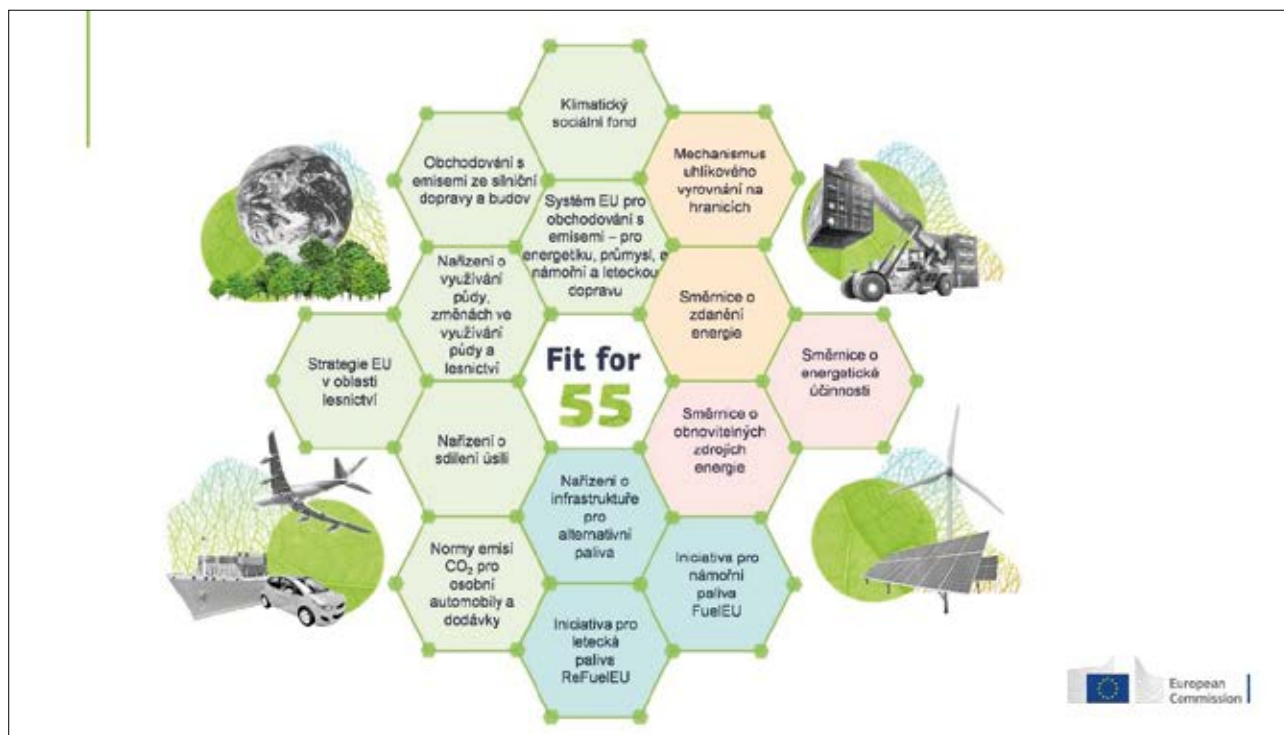 Klimatický
sociální fond
Obchodování s
emisemi ze silniční
dopravy a budov
Mechanismus
uhlíkového
vyrovnání na
hranicích
Systém EU pro
obchodování s
emisemi – pro
energetiku, průmysl, a
námořní a leteckou
dopravu
Nařízení o
využívání
půdy,
změnách ve
využívání
půdy a
lesnictví
Směrnice o
zdanění
energie
Strategie EU
v oblasti
lesnictví
Fit for
55
Směrnice o
energetické
účinnosti
Nařízení o
sdílení úsilí
Směrnice o
obnovitelných
zdrojích
energie
Nařízení o
infrastruktuře
pro
alternativní
paliva
Normy emisí
CO₂ pro
osobní
automobily a
dodávky
Iniciativa pro
námořní
paliva
FuelEU
Iniciativa pro
letecká
paliva
ReFuelEU
European
Commission